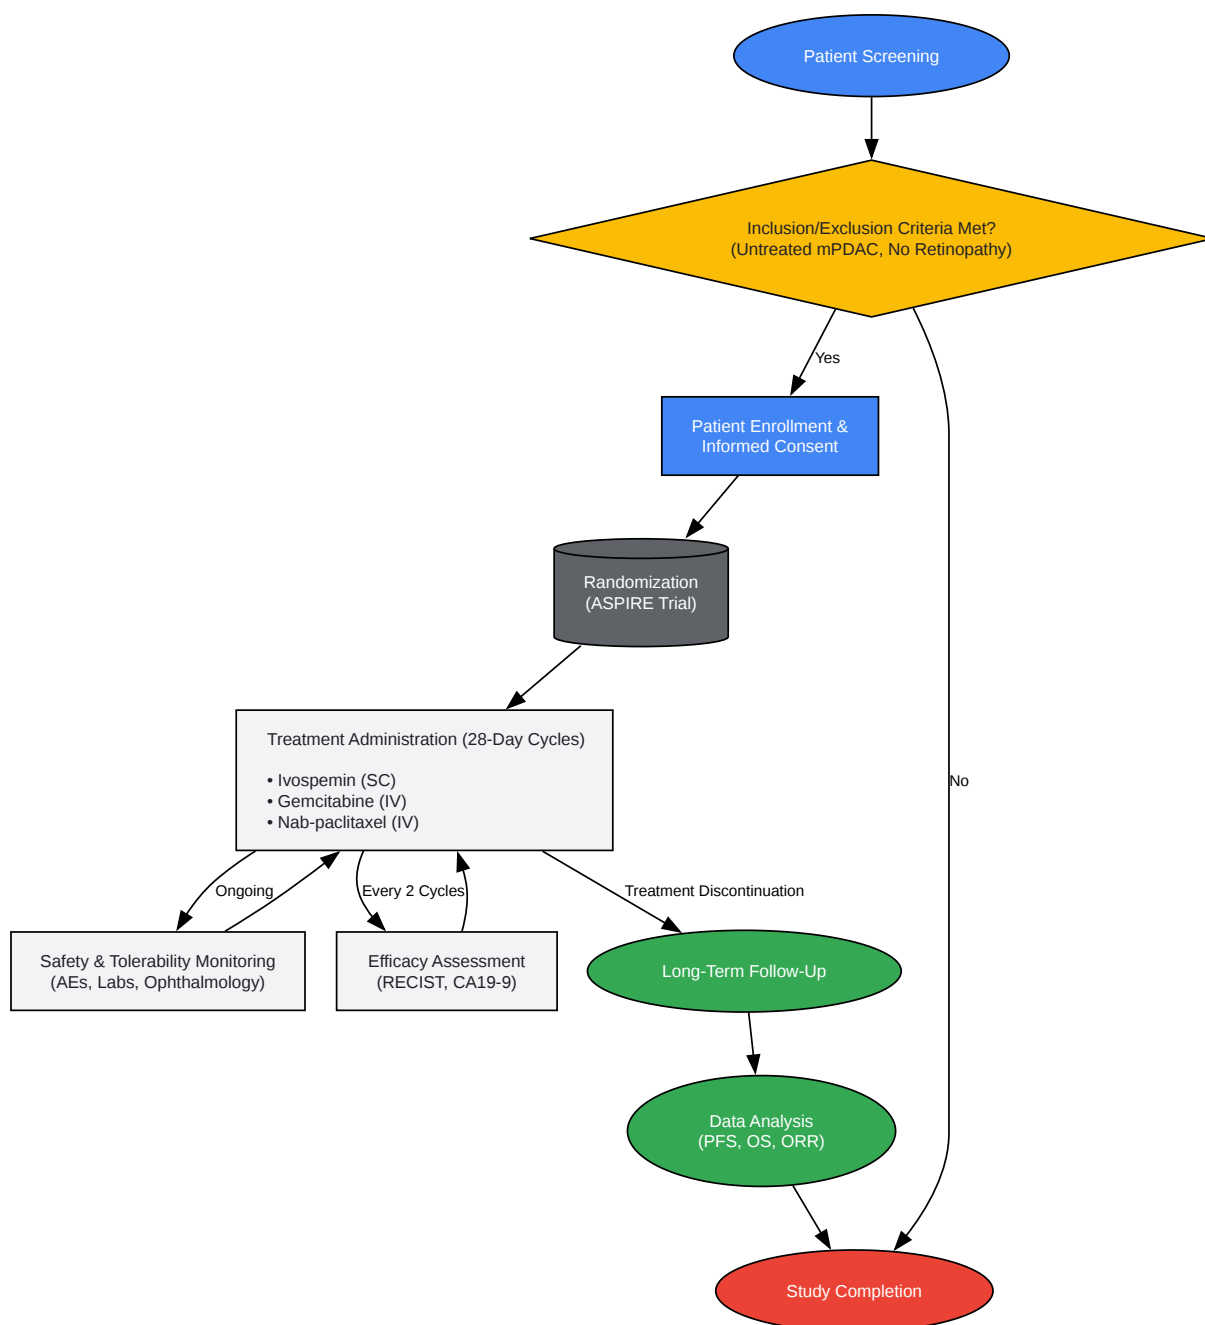 Patient Screening
Inclusion/Exclusion Criteria Met?
(Untreated mPDAC, No Retinopathy)
Yes
Patient Enrollment &
Informed Consent
Randomization
(ASPIRE Trial)
Treatment Administration (28-Day Cycles)
• Ivospemin (SC)
• Gemcitabine (IV)
• Nab-paclitaxel (IV)
No
Ongoing
Every 2 Cycles
Treatment Discontinuation
Safety & Tolerability Monitoring
(AEs, Labs, Ophthalmology)
Efficacy Assessment
(RECIST, CA19-9)
Long-Term Follow-Up
Data Analysis
(PFS, OS, ORR)
Study Completion